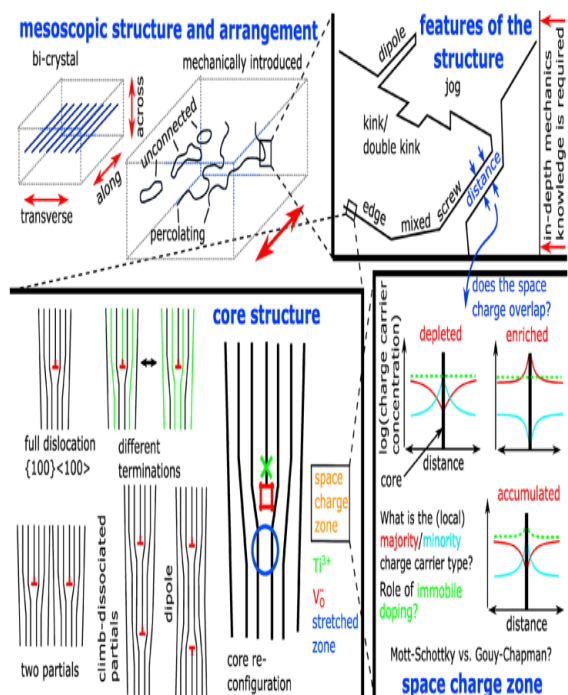 mesoscopic structure and arrangement
bi-crystal
mechanically introduced
across
along
transverse
unconnected
percolating
features of the
structure
dipole
jog
kink/
double kink
edge
mixed
screw
distance
in-depth mechanics
knowledge is required
does the space
charge overlap?
core structure
full dislocation
{100}<100>
different
terminations
two partials
climb-dissociated
partials
dipole
core re-
configuration
space
charge
zone
Ti3+
VO¨
stretched
zone
log(charge carrier
concentration)
depleted
enriched
distance
core
accumulated
What is the (local)
majority/minority
charge carrier type?
Role of immobile
doping?
distance
Mott-Schottky vs. Gouy-Chapman?
space charge zone